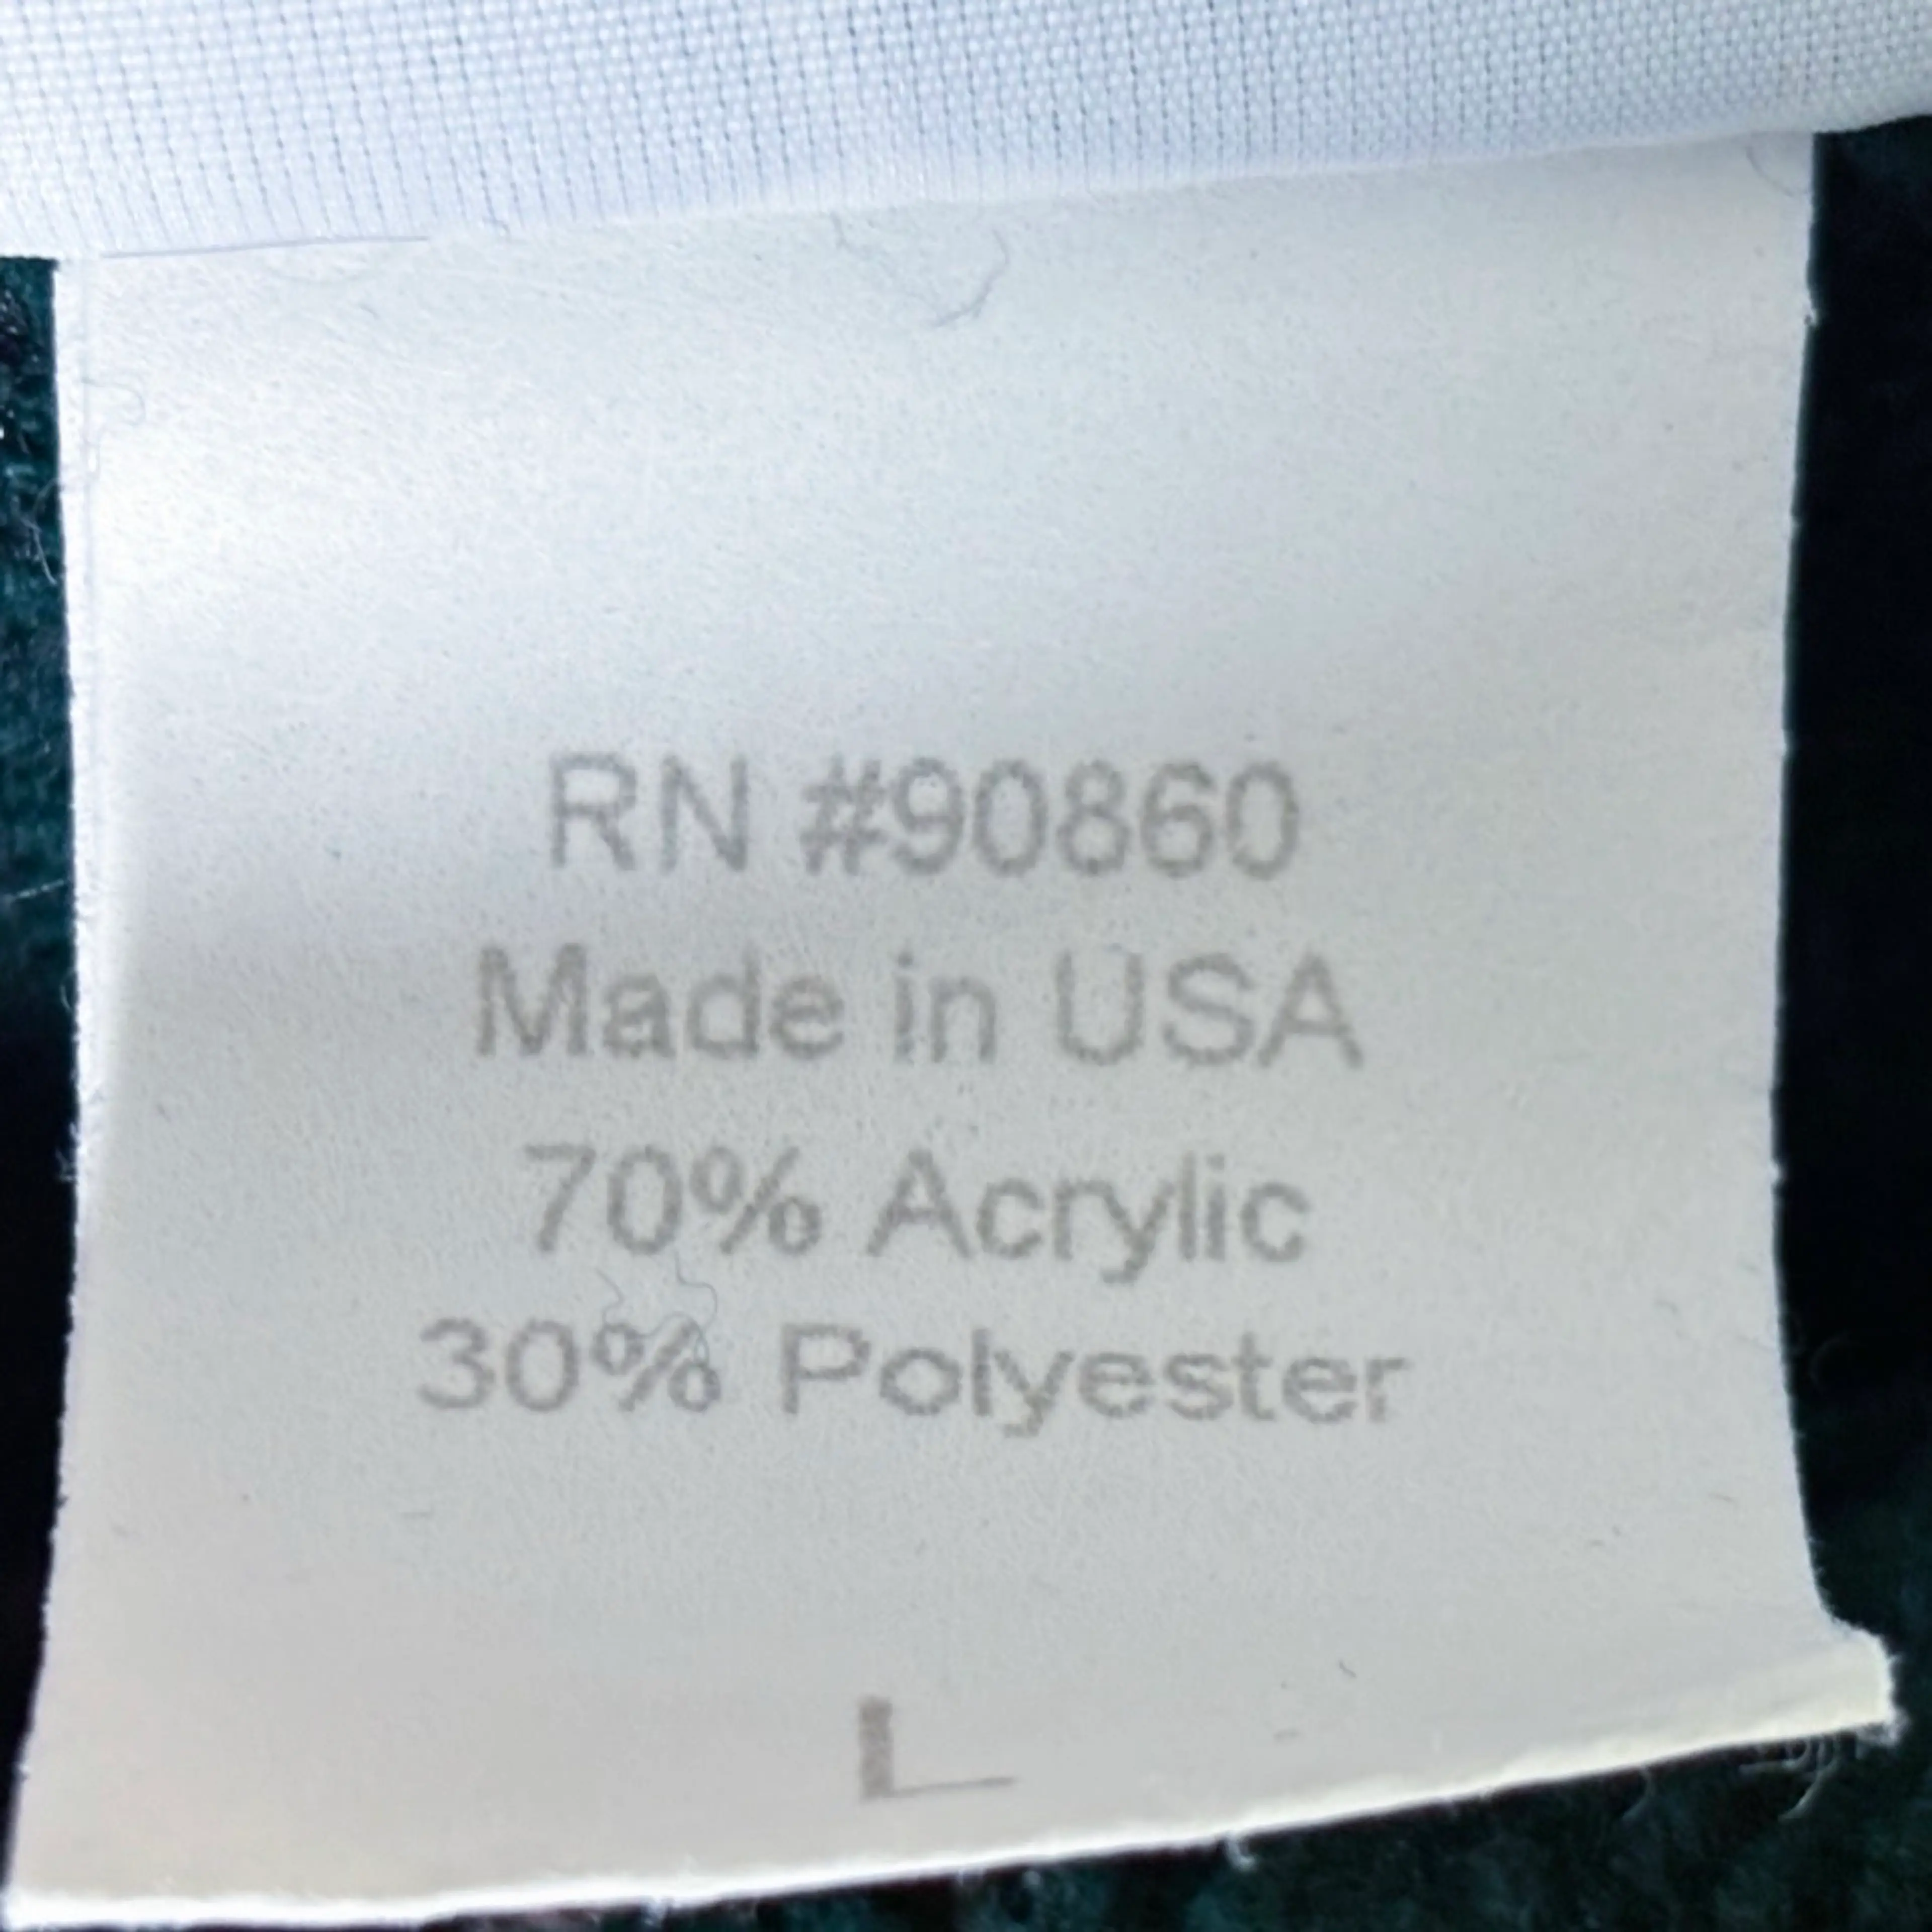 RN #90860
Made in USA
70% Acrylic
30% Polyester
L